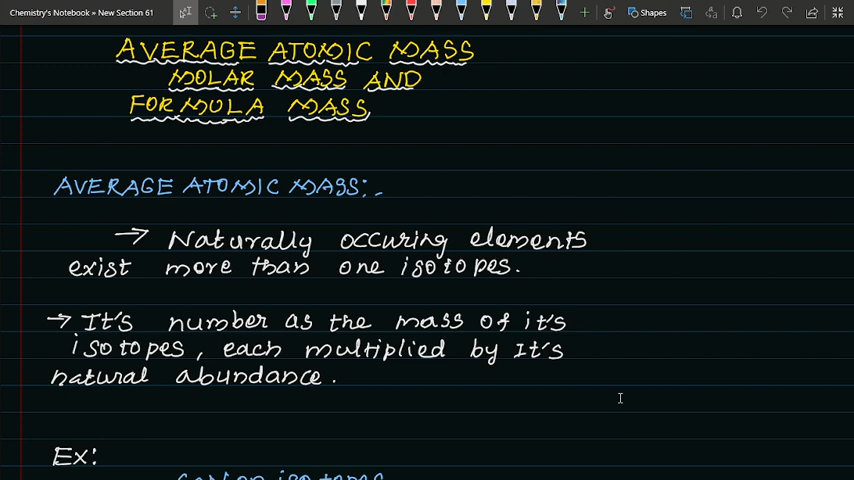 Chemistry's Notebook » New Section 61
Shapes
AVERAGE ATOMIC MASS
MOLAR MASS AND
FORMULA MASS
AVERAGE ATOMIC MASS:-
→ Naturally occuring elements
exist more than one isotopes.
→ It's number as the mass of it's
isotopes, each multiplied by It's
natural abundance.
Ex:
carbon isotopes